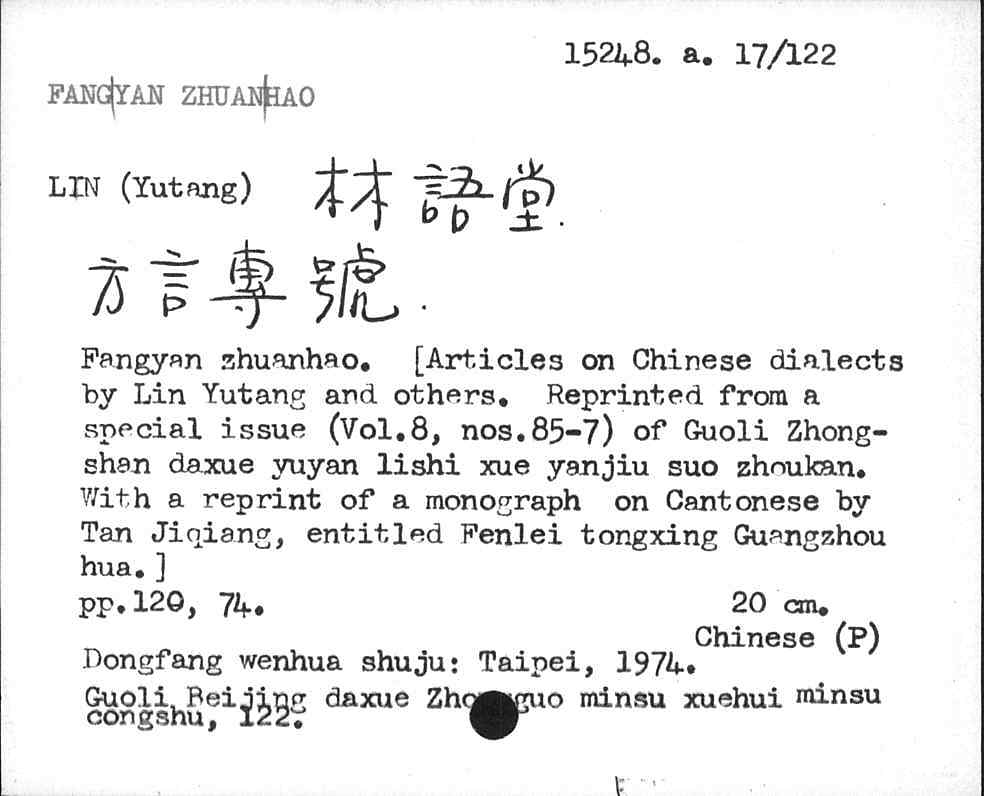 15248. a. 17/122
FANGYAN ZHUANHAO
LIN (Yutang) 林語堂.
方言專號.
Fangyan zhuanhao. [Articles on Chinese dialects
by Lin Yutang and others. Reprinted from a
special issue (Vol.8, nos.85-7) of Guoli Zhong-
shan daxue yuyan lishi xue yanjiu suo zhoukan.
With a reprint of a monograph on Cantonese by
Tan Jiqiang, entitled Fenlei tongxing Guangzhou
hua.]
pp.120, 74. 20 cm.
Chinese (P)
Dongfang wenhua shuju: Taipei, 1974.
Guoli Beijing daxue Zhongguo minsu xuehui minsu
congshu, 122.